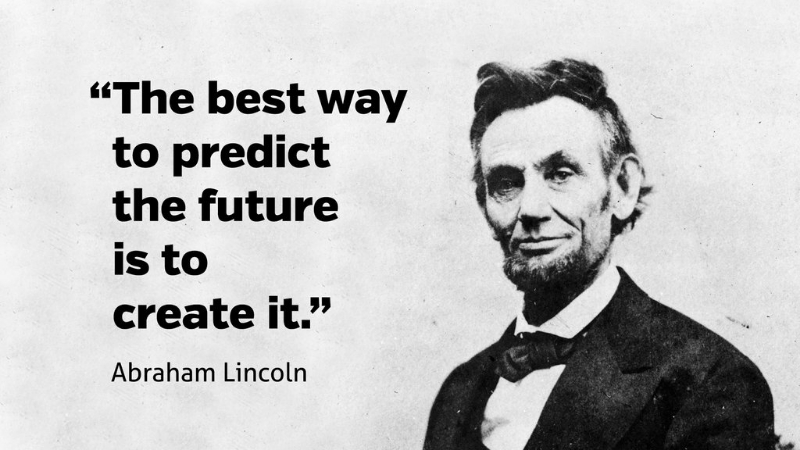 “The best way
to predict
the future
is to
create it.”
Abraham Lincoln